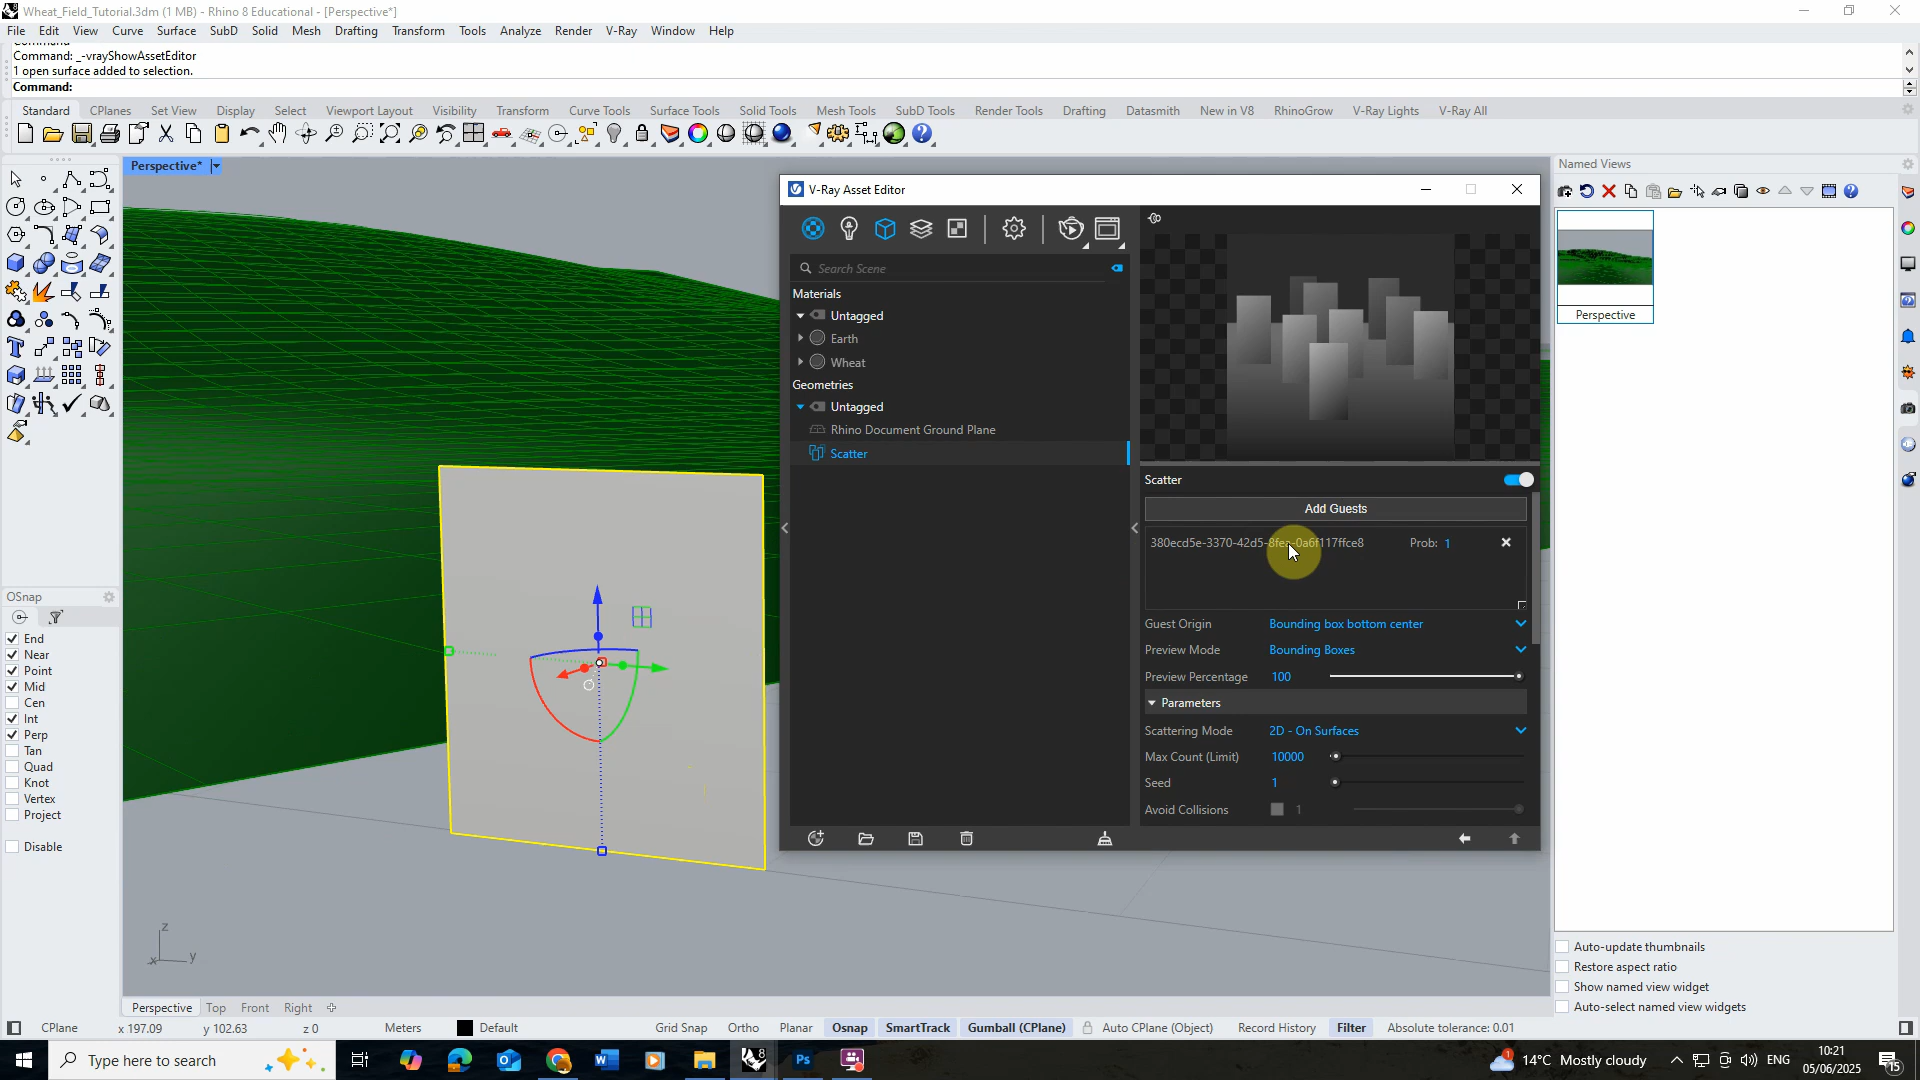 Wheat_Field_Tutorial.3dm (1 MB) - Rhino 8 Educational - [Perspective*]
File Edit View Curve Surface SubD Solid Mesh Drafting Transform Tools Analyze Render V-Ray Window Help
Command: _-vrayShowAssetEditor
1 open surface added to selection.
Command:
Standard CPlanes Set View Display Select Viewport Layout Visibility Transform Curve Tools Surface Tools Solid Tools Mesh Tools SubD Tools Render Tools Drafting Datasmith New in V8 RhinoGrow V-Ray Lights V-Ray All
Perspective*
Named Views
Perspective
V-Ray Asset Editor
Search Scene
Materials
Untagged
Earth
Wheat
Geometries
Untagged
Rhino Document Ground Plane
Scatter
Scatter
Add Guests
380ecd5e-3370-42d5-8fea-0a6f117ffce8 Prob: 1
Guest Origin Bounding box bottom center
Preview Mode Bounding Boxes
Preview Percentage 100
Parameters
Scattering Mode 2D - On Surfaces
Max Count (Limit) 10000
Seed 1
Avoid Collisions 1
OSnap
End
Near
Point
Mid
Cen
Int
Perp
Tan
Quad
Knot
Vertex
Project
Disable
z
x y
Auto-update thumbnails
Restore aspect ratio
Show named view widget
Auto-select named view widgets
Perspective Top Front Right
CPlane x 197.09 y 102.63 z 0 Meters Default Grid Snap Ortho Planar Osnap SmartTrack Gumball (CPlane) Auto CPlane (Object) Record History Filter Absolute tolerance: 0.01
Type here to search
14°C Mostly cloudy
ENG
10:21
05/06/2025
15